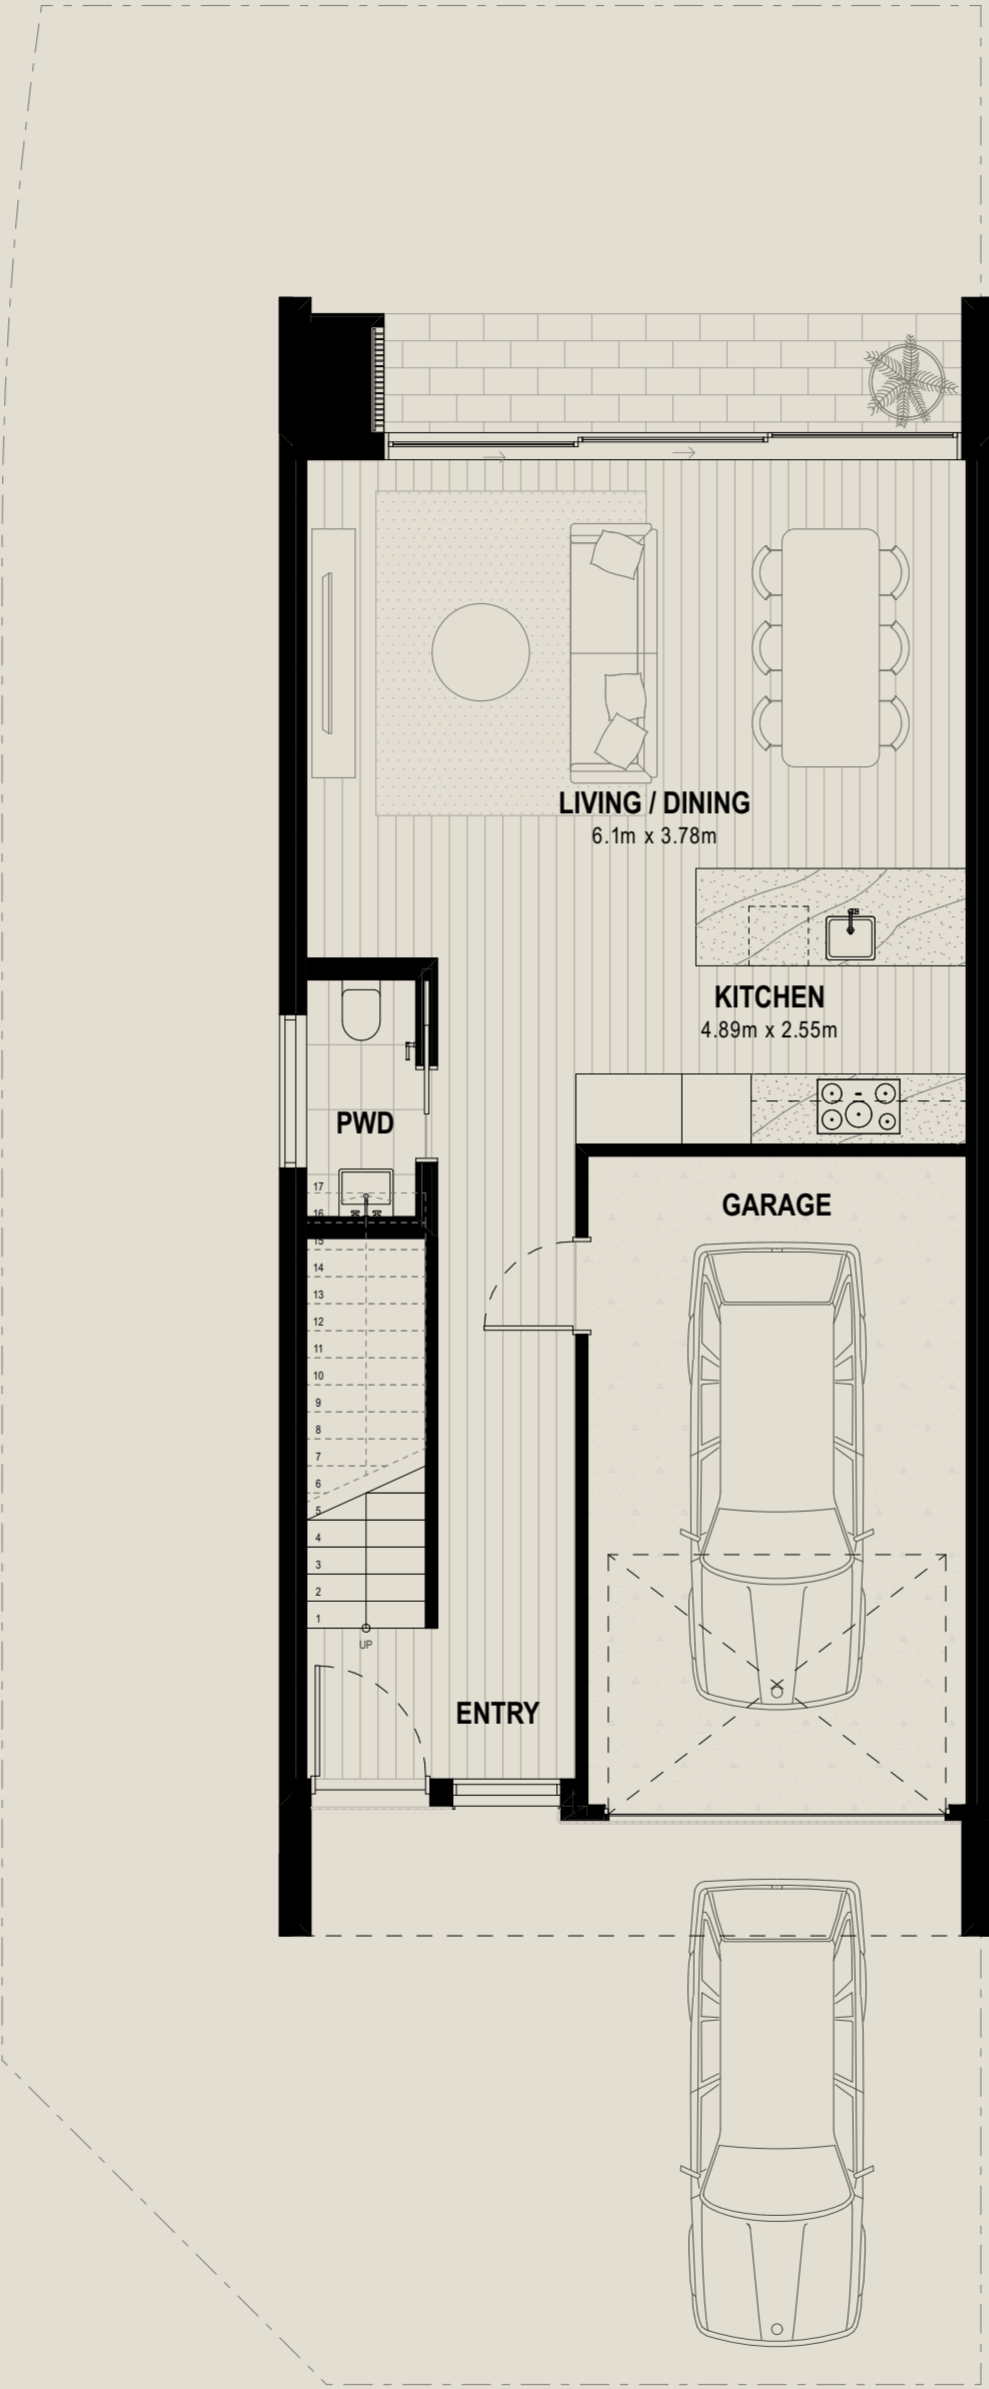 LIVING / DINING
6.1m x 3.78m
KITCHEN
4.89m x 2.55m
PWD
GARAGE
17
16
15
14
13
12
11
10
9
8
7
6
5
4
3
2
1
UP
ENTRY